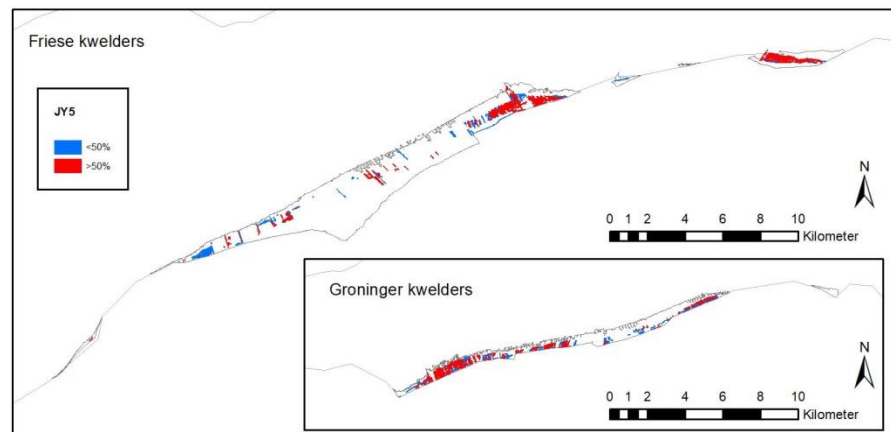 Friese kwelders
JY5
<50%
>50%
N
0 1 2 4 6 8 10
Kilometer
Groninger kwelders
N
0 1 2 4 6 8 10
Kilometer